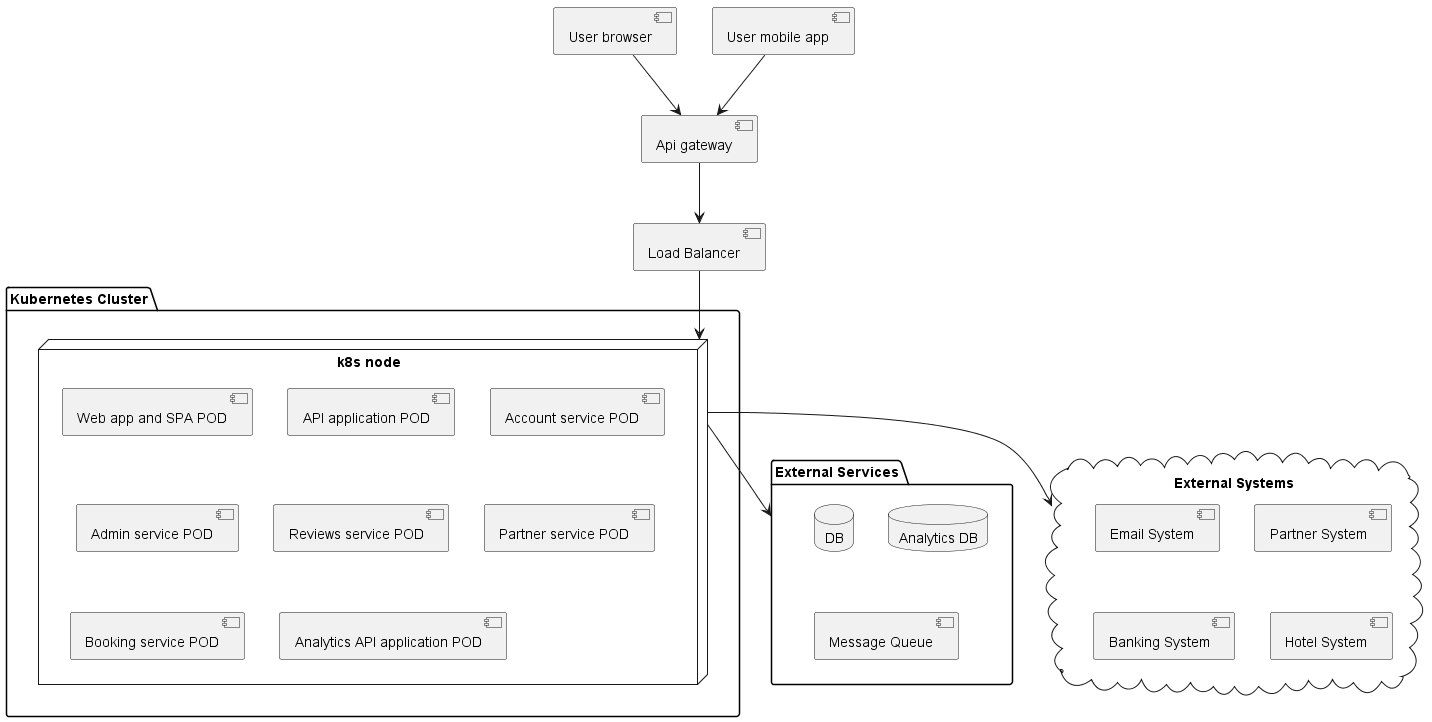 User browser
User mobile app
Api gateway
Load Balancer
Kubernetes Cluster
k8s node
Web app and SPA POD
API application POD
Account service POD
Admin service POD
Reviews service POD
Partner service POD
Booking service POD
Analytics API application POD
External Services
DB
Analytics DB
Message Queue
External Systems
Email System
Partner System
Banking System
Hotel System